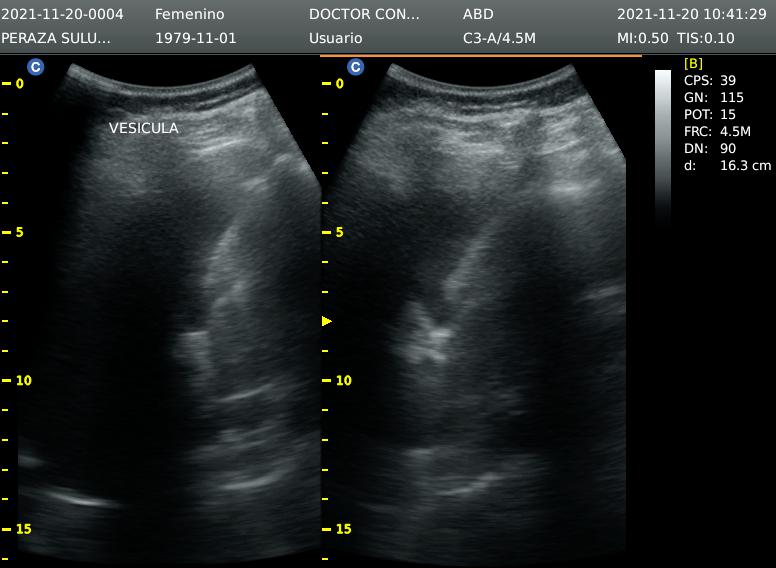 2021-11-20-0004 Femenino DOCTOR CON... ABD 2021-11-20 10:41:29
PERAZA SULU... 1979-11-01 Usuario C3-A/4.5M MI:0.50 TIS:0.10
C
C
[B]
CPS: 39
GN: 115
POT: 15
FRC: 4.5M
DN: 90
d: 16.3 cm
VESICULA
0
5
10
15
0
5
10
15